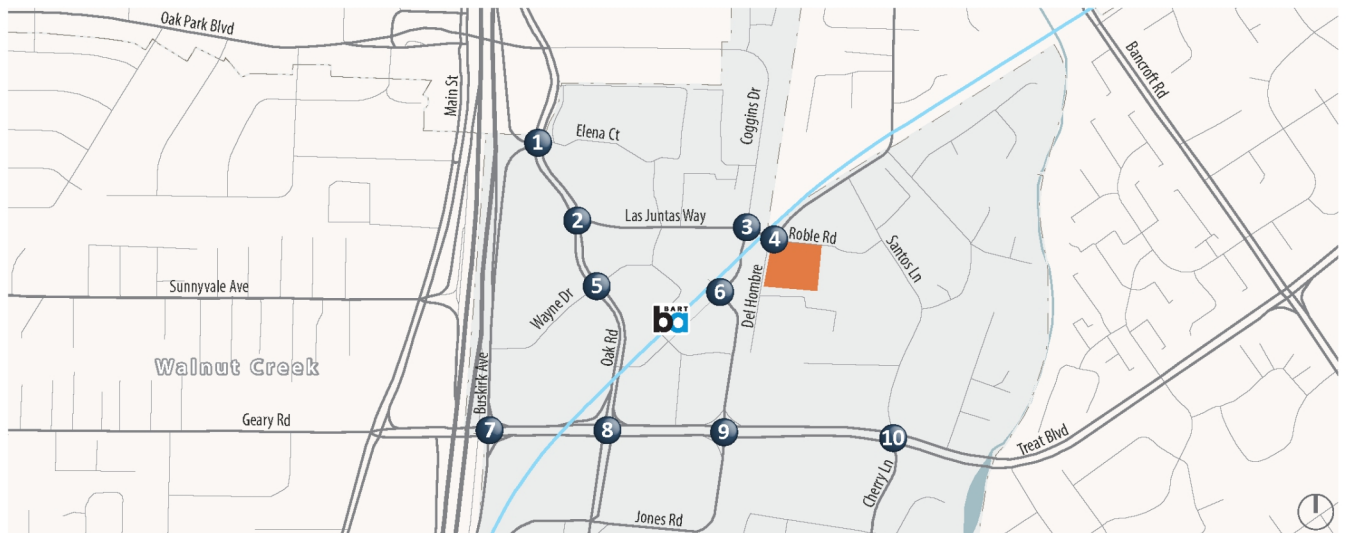 Oak Park Blvd
Main St
Bancroft Rd
Coggins Dr
Elena Ct
1
2
Las Juntas Way
3
4
Roble Rd
Santos Ln
Sunnyvale Ave
5
Wayne Dr
6
Del Hombre
BART
ba
Oak Rd
Walnut Creek
Buskirk Ave
Geary Rd
7
8
9
10
Treat Blvd
Cherry Ln
Jones Rd